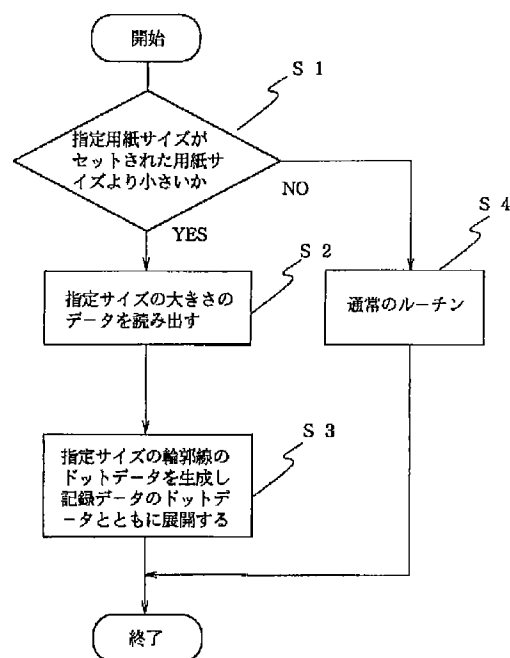 開始
S 1
指定用紙サイズが
セットされた用紙サ
イズより小さいか
NO
YES
S 2
指定サイズの大きさの
データを読み出す
S 4
通常のルーチン
S 3
指定サイズの輪郭線の
ドットデータを生成し
記録データのドットデ
ータとともに展開する
終了